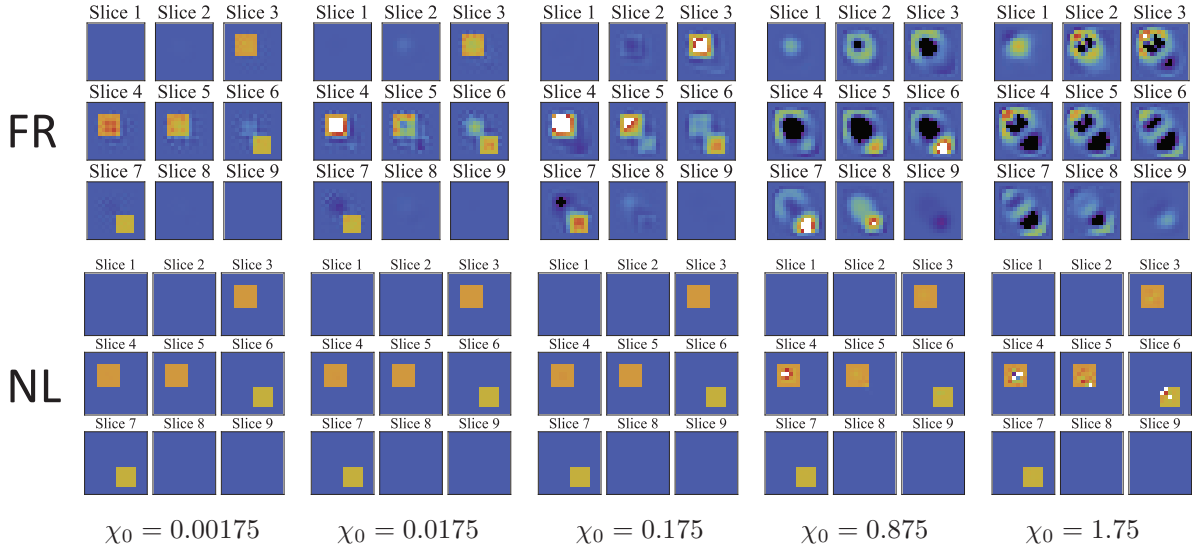 Slice 1 Slice 2 Slice 3 Slice 1 Slice 2 Slice 3 Slice 1 Slice 2 Slice 3 Slice 1 Slice 2 Slice 3 Slice 1 Slice 2 Slice 3
Slice 4 Slice 5 Slice 6 Slice 4 Slice 5 Slice 6 Slice 4 Slice 5 Slice 6 Slice 4 Slice 5 Slice 6 Slice 4 Slice 5 Slice 6
FR
Slice 7 Slice 8 Slice 9 Slice 7 Slice 8 Slice 9 Slice 7 Slice 8 Slice 9 Slice 7 Slice 8 Slice 9 Slice 7 Slice 8 Slice 9
Slice 1 Slice 2 Slice 3 Slice 1 Slice 2 Slice 3 Slice 1 Slice 2 Slice 3 Slice 1 Slice 2 Slice 3 Slice 1 Slice 2 Slice 3
Slice 4 Slice 5 Slice 6 Slice 4 Slice 5 Slice 6 Slice 4 Slice 5 Slice 6 Slice 4 Slice 5 Slice 6 Slice 4 Slice 5 Slice 6
NL
Slice 7 Slice 8 Slice 9 Slice 7 Slice 8 Slice 9 Slice 7 Slice 8 Slice 9 Slice 7 Slice 8 Slice 9 Slice 7 Slice 8 Slice 9
χ₀ = 0.00175 χ₀ = 0.0175 χ₀ = 0.175 χ₀ = 0.875 χ₀ = 1.75